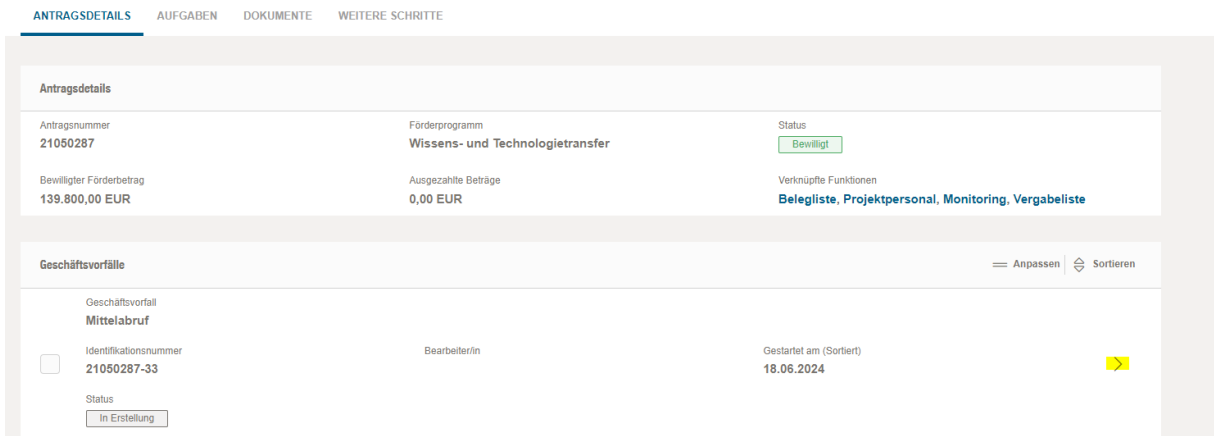 ANTRAGSDETAILS AUFGABEN DOKUMENTE WEITERE SCHRITTE
Antragsdetails
Antragsnummer Förderprogramm Status
21050287 Wissens- und Technologietransfer Bewilligt
Bewilligter Förderbetrag Ausgezahlte Beträge Verknüpfte Funktionen
139.800,00 EUR 0,00 EUR Belegliste, Projektpersonal, Monitoring, Vergabeliste
Geschäftsvorfälle Anpassen Sortieren
Geschäftsvorfall
Mittelabruf
Identifikationsnummer Bearbeiter/in Gestartet am (Sortiert)
21050287-33 18.06.2024
Status
In Erstellung